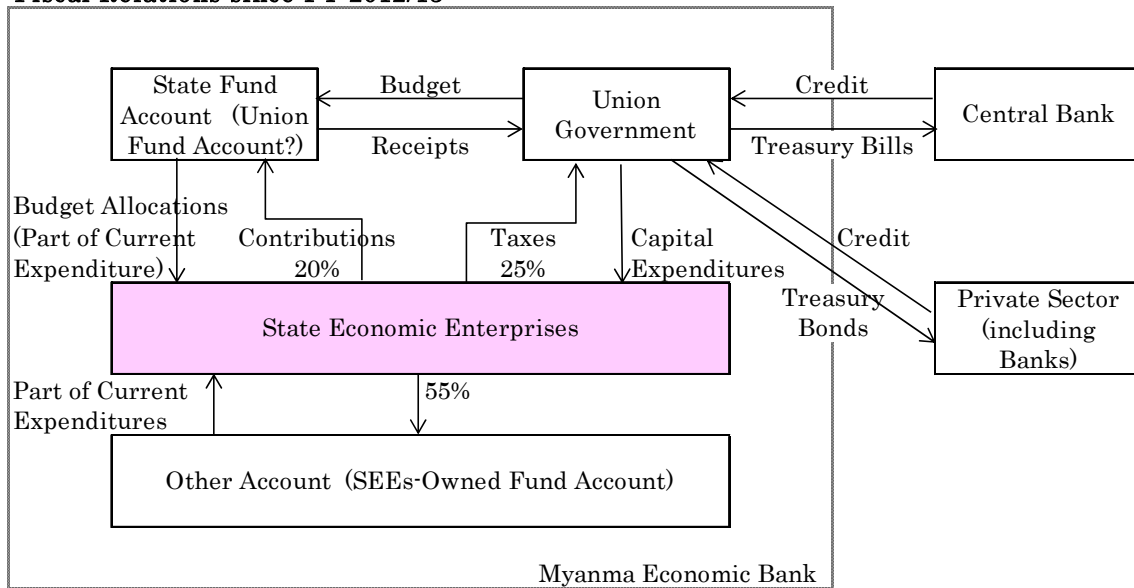 Fiscal Relations since FY 2012/13
State Fund
Account (Union
Fund Account?)
Budget
Receipts
Union
Government
Credit
Treasury Bills
Central Bank
Budget Allocations
(Part of Current
Expenditure)
Contributions
20%
Taxes
25%
Capital
Expenditures
Credit
Treasury
Bonds
Private Sector
(including
Banks)
State Economic Enterprises
Part of Current
Expenditures
55%
Other Account (SEEs-Owned Fund Account)
Myanma Economic Bank